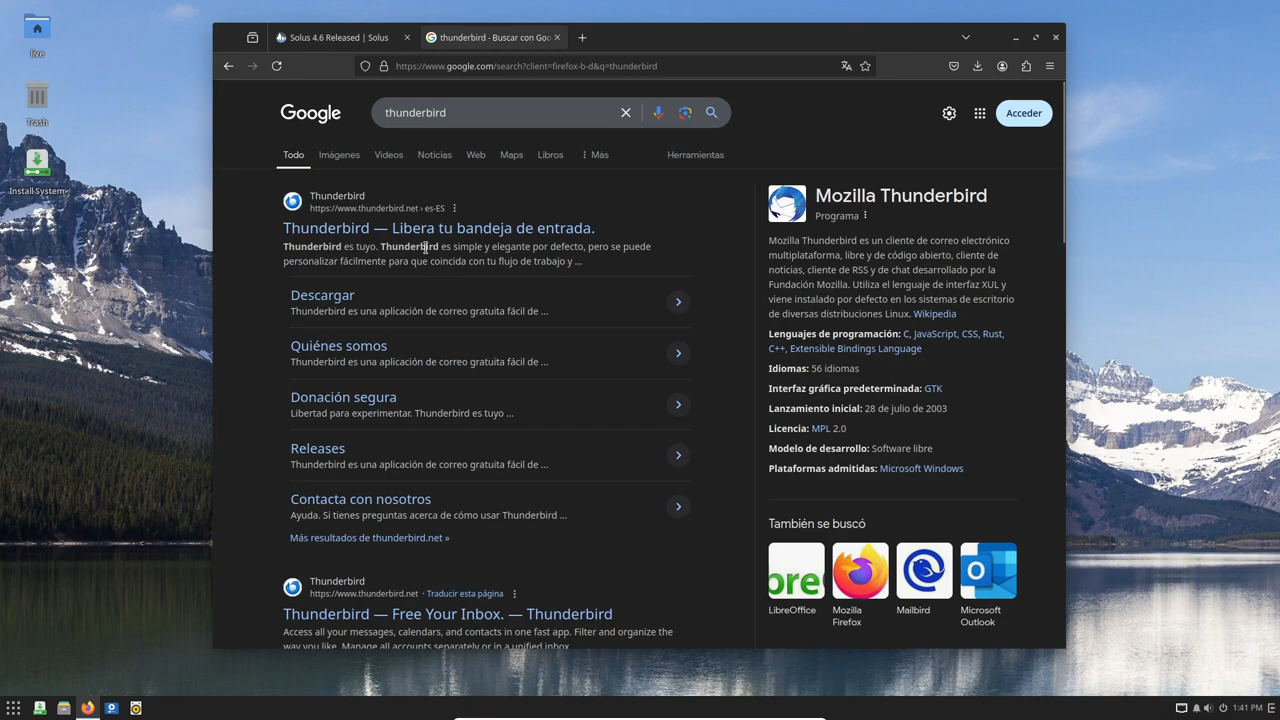 live
Trash
Install System
Solus 4.6 Released | Solus
thunderbird - Buscar con Goo
https://www.google.com/search?client=firefox-b-d&q=thunderbird
Google
thunderbird
Acceder
Todo Imágenes Videos Noticias Web Maps Libros Más Herramientas
Thunderbird
https://www.thunderbird.net › es-ES
Thunderbird — Libera tu bandeja de entrada.
Thunderbird es tuyo. Thunderbird es simple y elegante por defecto, pero se puede
personalizar fácilmente para que coincida con tu flujo de trabajo y ...
Descargar
Thunderbird es una aplicación de correo gratuita fácil de ...
Quiénes somos
Thunderbird es una aplicación de correo gratuita fácil de ...
Donación segura
Libertad para experimentar. Thunderbird es tuyo ...
Releases
Thunderbird es una aplicación de correo gratuita fácil de ...
Contacta con nosotros
Ayuda. Si tienes preguntas acerca de cómo usar Thunderbird ...
Más resultados de thunderbird.net »
Thunderbird
https://www.thunderbird.net · Traducir esta página
Thunderbird — Free Your Inbox. — Thunderbird
Access all your messages, calendars, and contacts in one fast app. Filter and organize the
way you like. Manage all accounts separately or in a unified inbox.
Mozilla Thunderbird
Programa
Mozilla Thunderbird es un cliente de correo electrónico
multiplataforma, libre y de código abierto, cliente de
noticias, cliente de RSS y de chat desarrollado por la
Fundación Mozilla. Utiliza el lenguaje de interfaz XUL y
viene instalado por defecto en los sistemas de escritorio
de diversas distribuciones Linux. Wikipedia
Lenguajes de programación: C, JavaScript, CSS, Rust,
C++, Extensible Bindings Language
Idiomas: 56 idiomas
Interfaz gráfica predeterminada: GTK
Lanzamiento inicial: 28 de julio de 2003
Licencia: MPL 2.0
Modelo de desarrollo: Software libre
Plataformas admitidas: Microsoft Windows
También se buscó
LibreOffice
Mozilla
Firefox
Mailbird
Microsoft
Outlook
1:41 PM